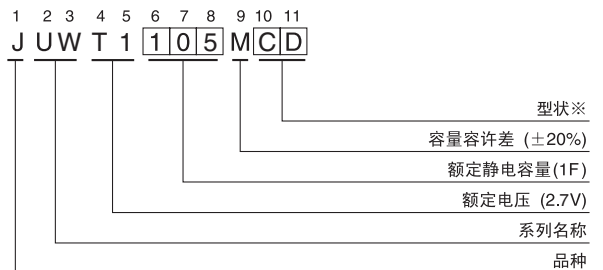 1 2 3 4 5 6 7 8 9 10 11
J U W T 1 1 0 5 M C D
型状※
容量容许差 (±20%)
额定静电容量(1F)
额定电压 (2.7V)
系列名称
品种